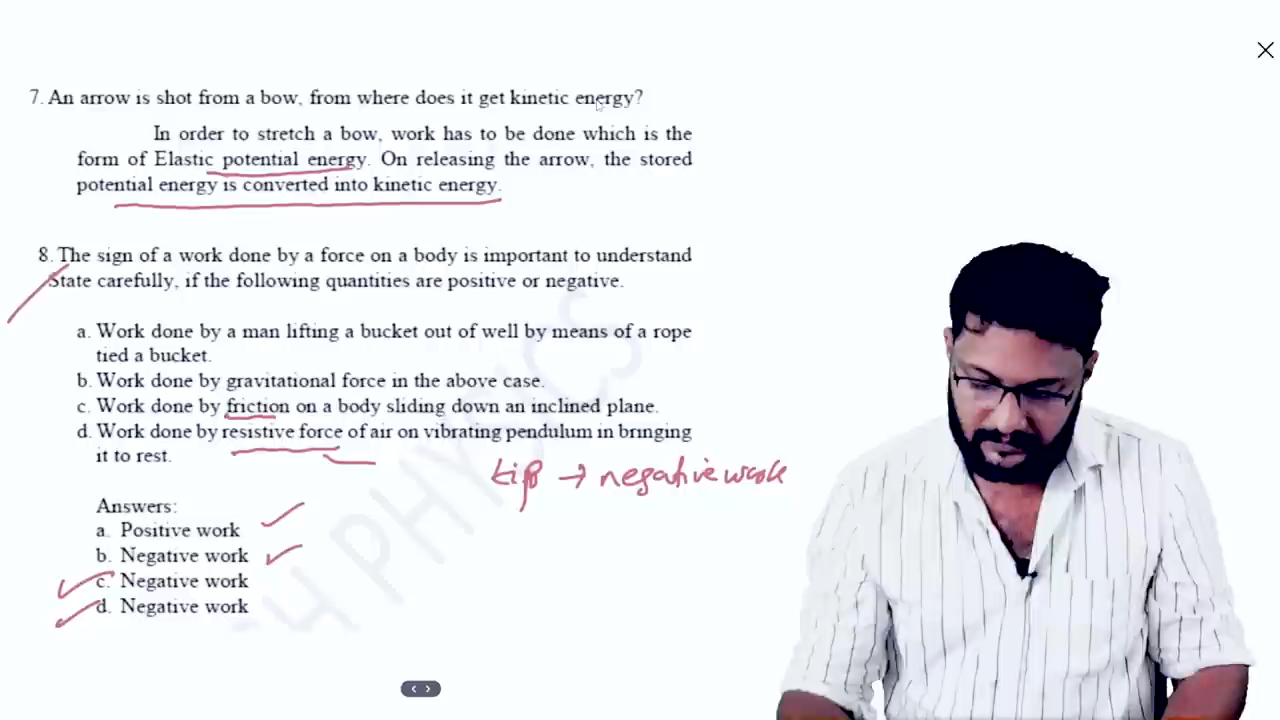 7. An arrow is shot from a bow, from where does it get kinetic energy?
In order to stretch a bow, work has to be done which is the
form of Elastic potential energy. On releasing the arrow, the stored
potential energy is converted into kinetic energy.
8. The sign of a work done by a force on a body is important to understand
State carefully, if the following quantities are positive or negative.
a. Work done by a man lifting a bucket out of well by means of a rope
tied a bucket.
b. Work done by gravitational force in the above case.
c. Work done by friction on a body sliding down an inclined plane.
d. Work done by resistive force of air on vibrating pendulum in bringing
it to rest.
tip → negative work
Answers:
a. Positive work
b. Negative work
c. Negative work
d. Negative work
PHYSICS